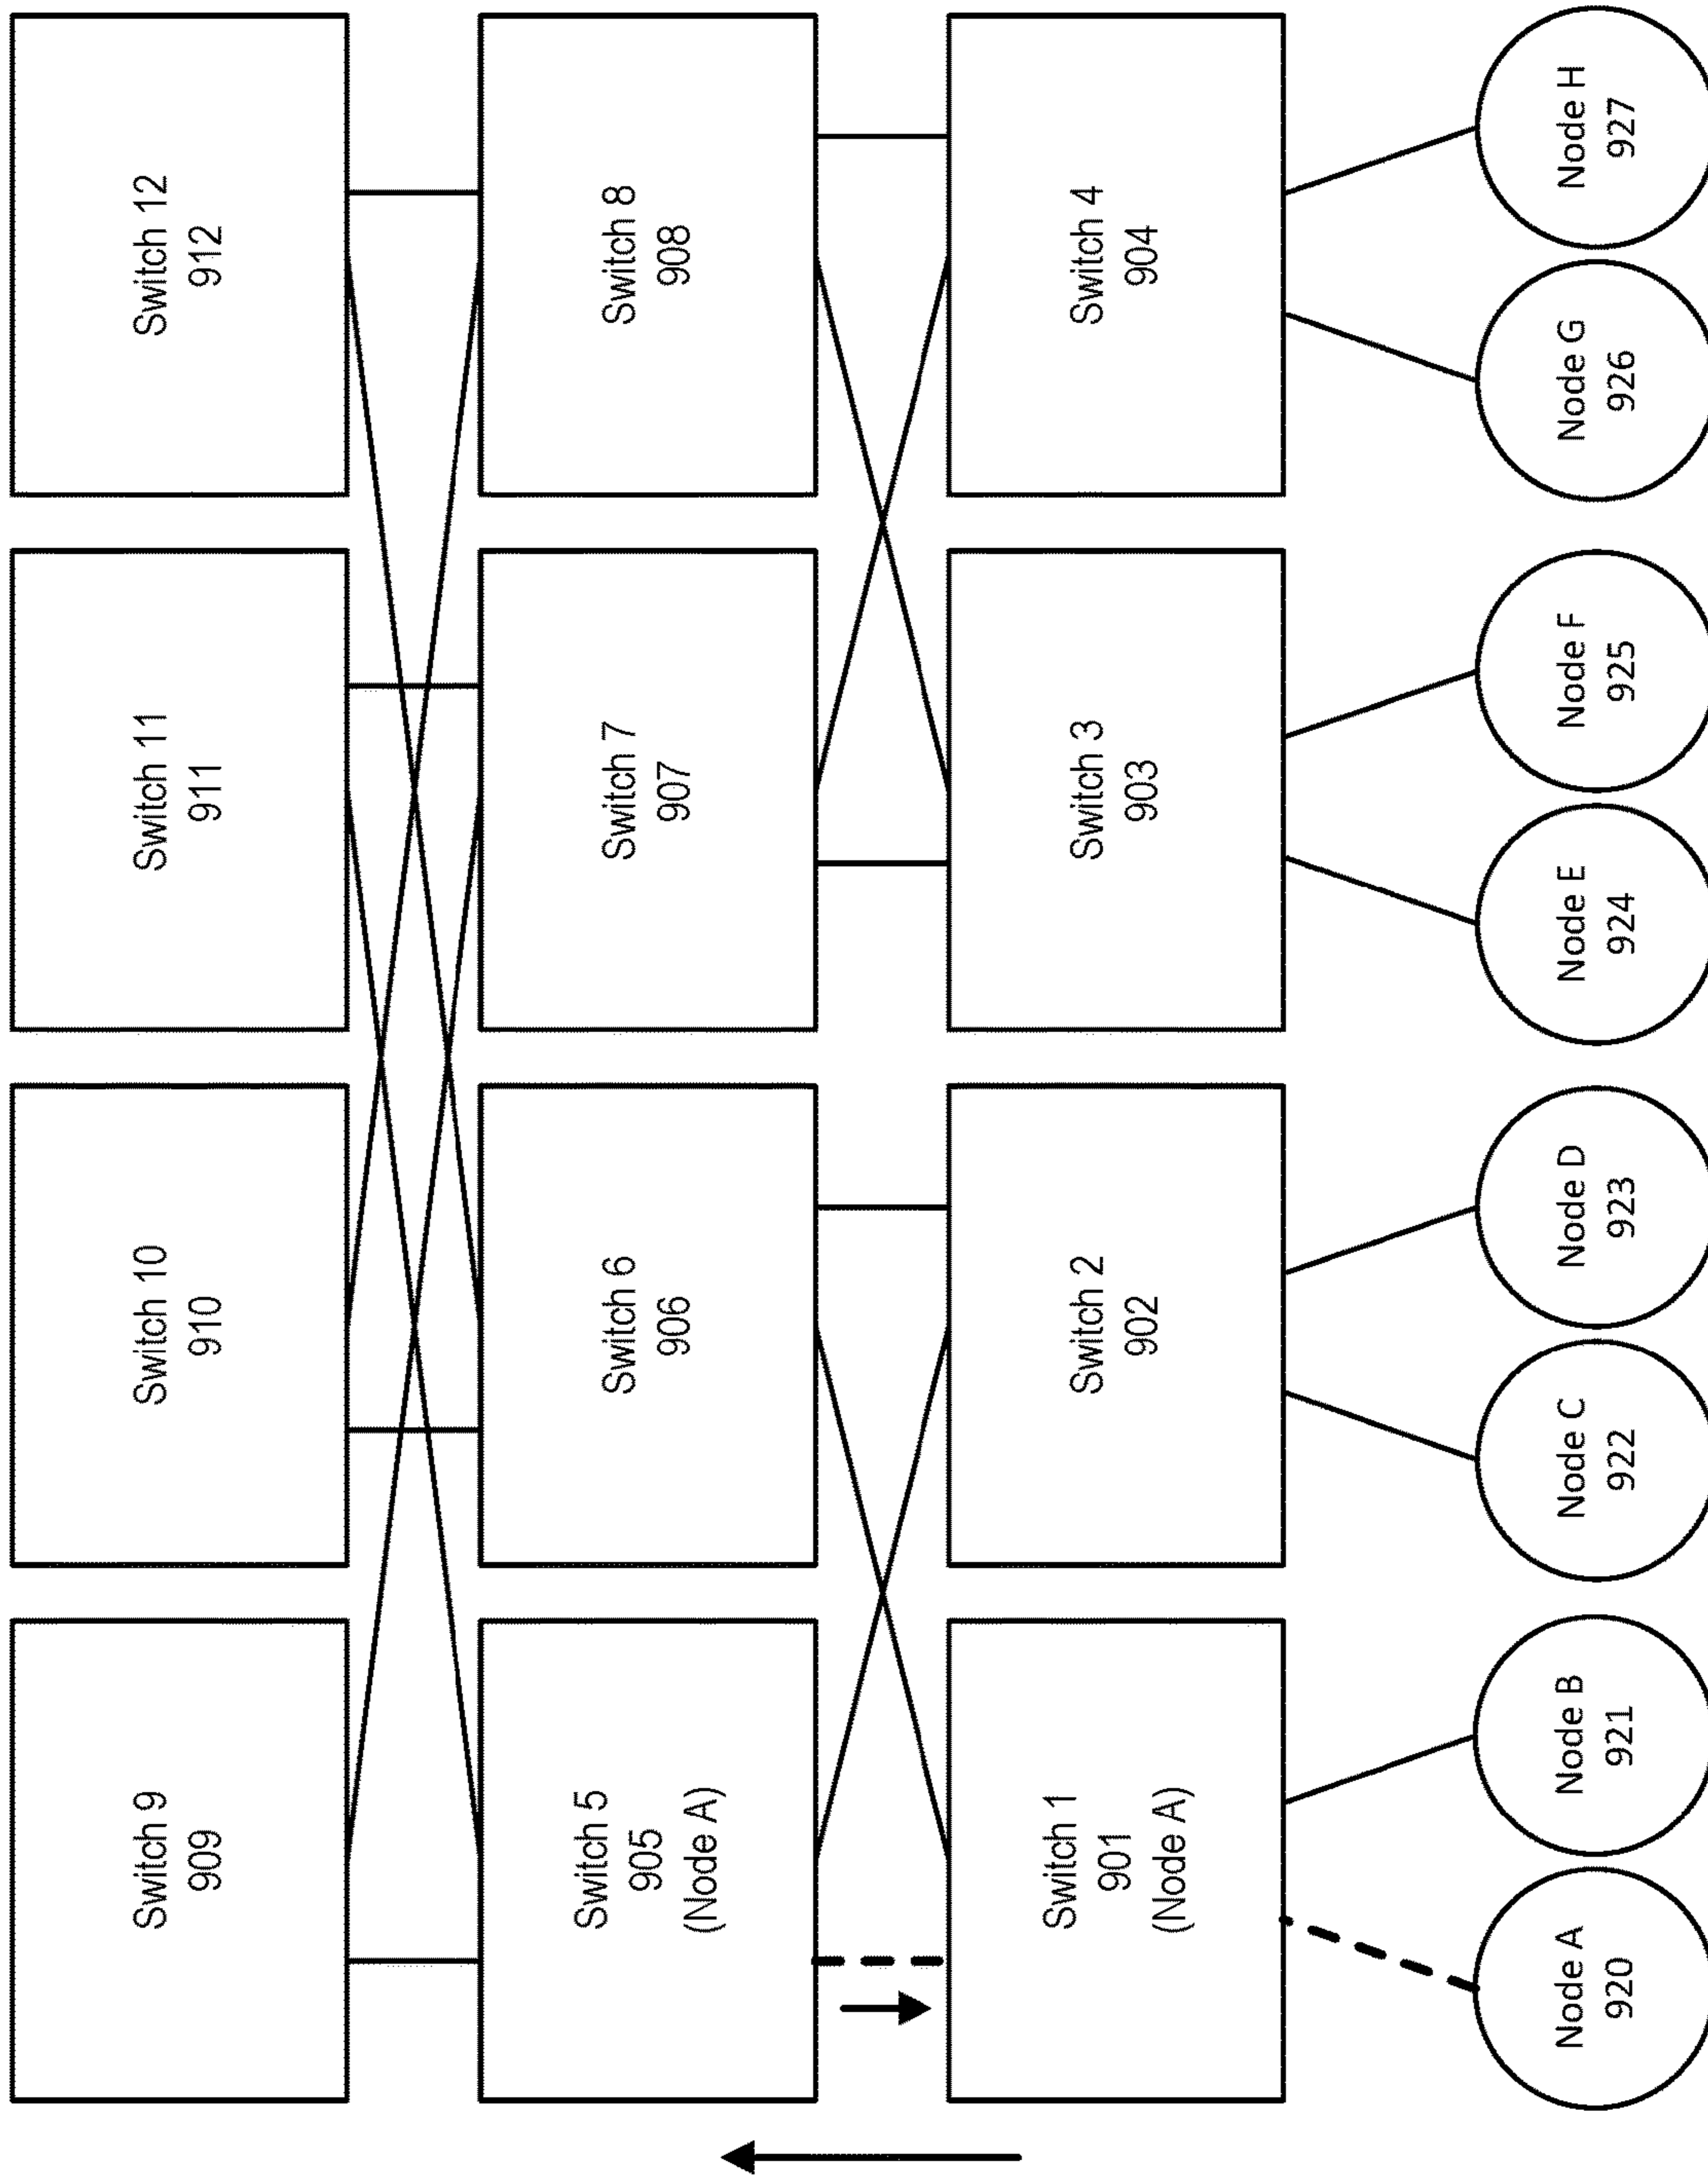 Switch 9
909
Switch 10
910
Switch 11
911
Switch 12
912
Switch 5
905
(Node A)
Switch 6
906
Switch 7
907
Switch 8
908
Switch 1
901
(Node A)
Switch 2
902
Switch 3
903
Switch 4
904
Node A
920
Node B
921
Node C
922
Node D
923
Node E
924
Node F
925
Node G
926
Node H
927